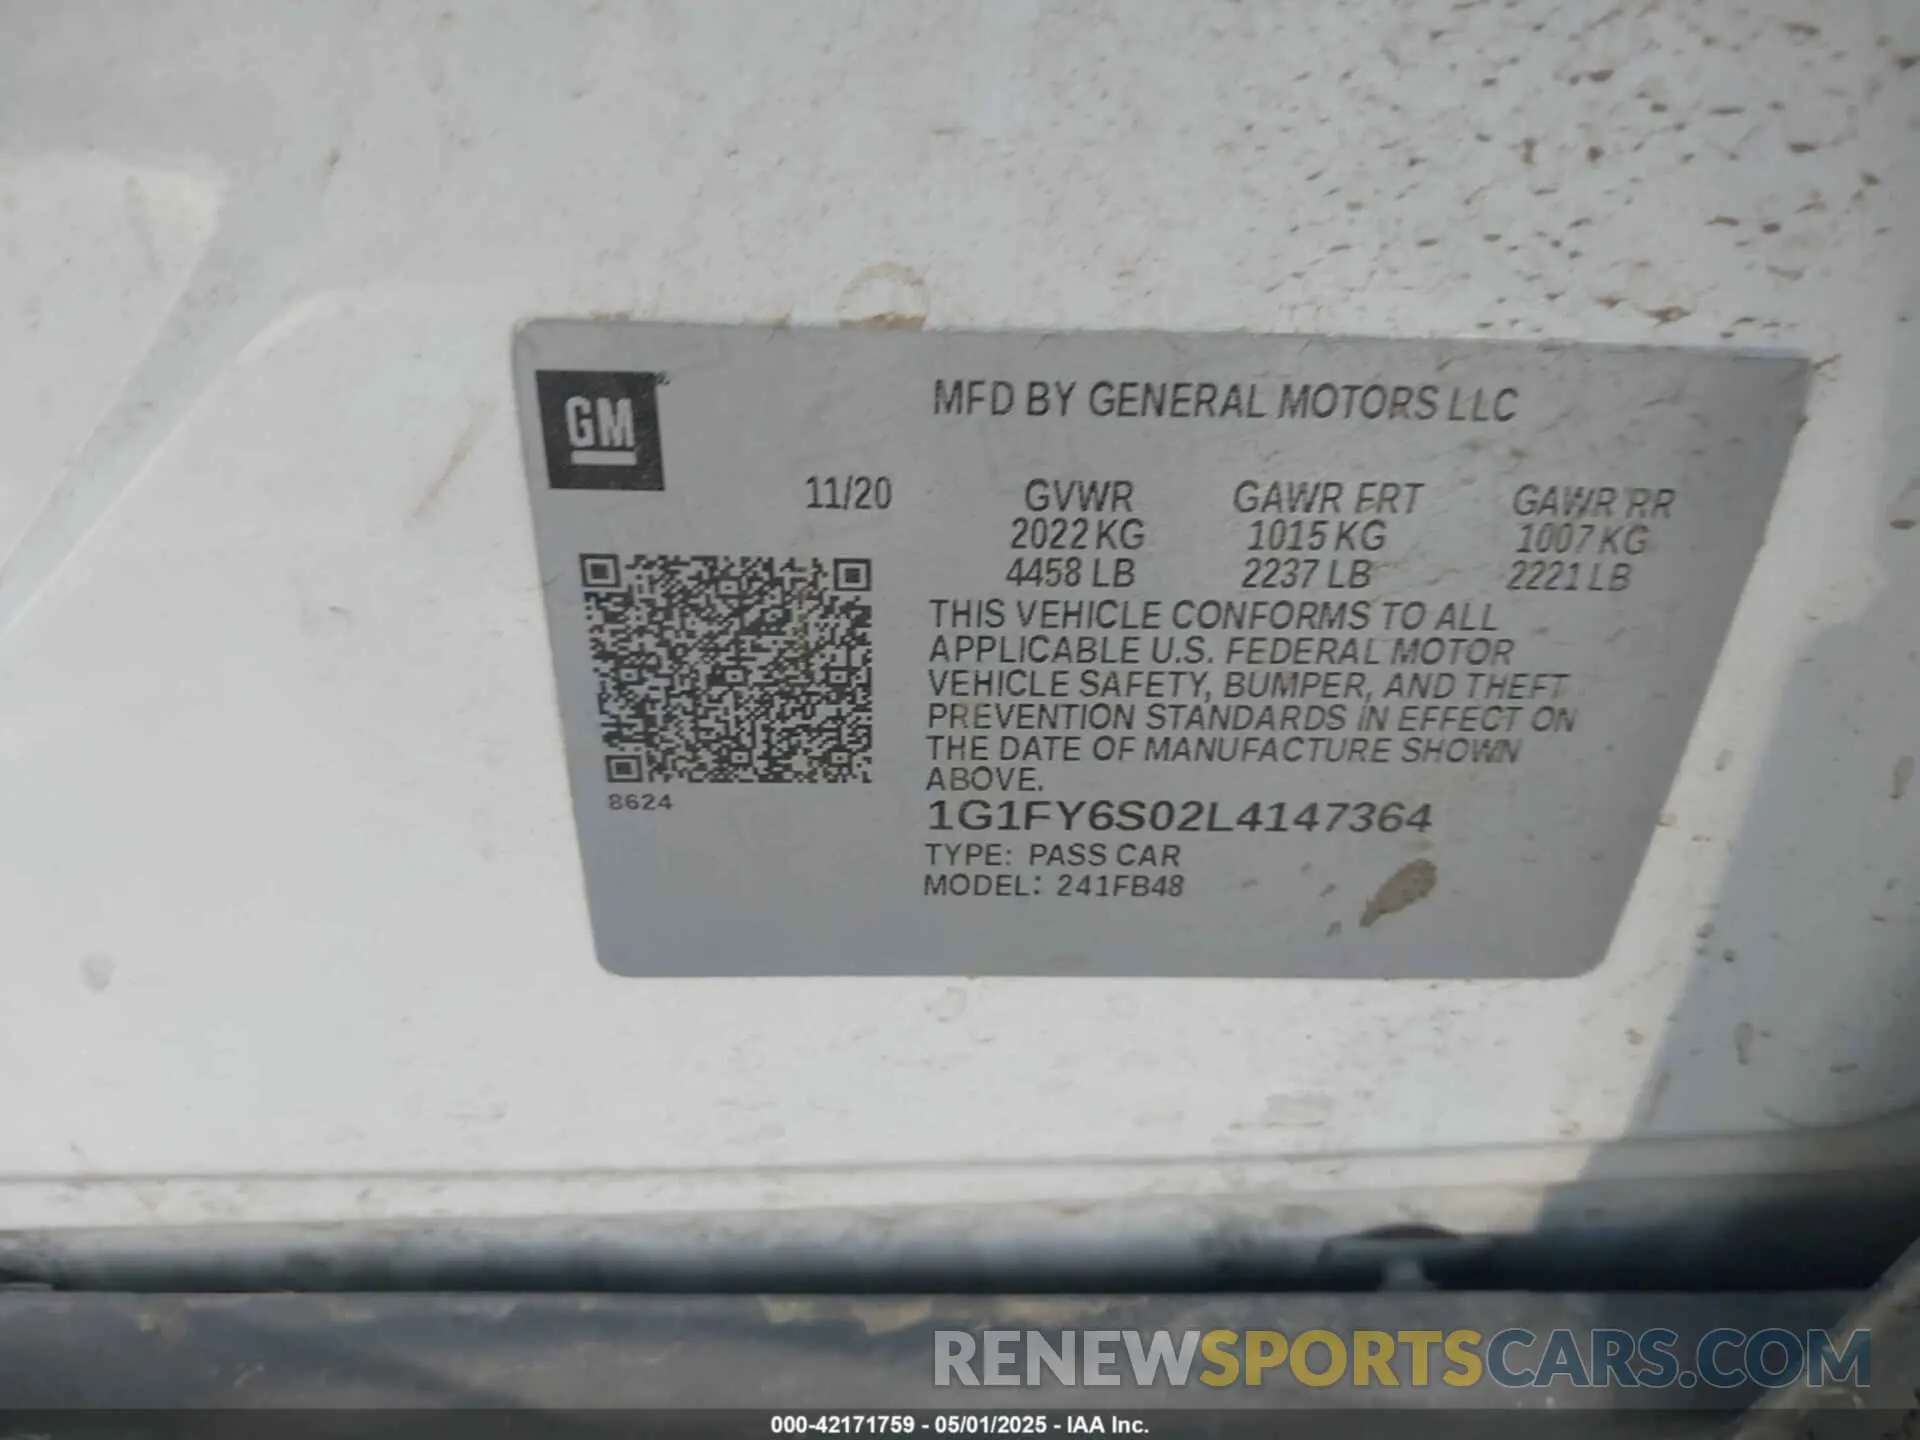 GM
MFD BY GENERAL MOTORS LLC
11/20
GVWR GAWR FRT GAWR RR
2022 KG 1015 KG 1007 KG
4458 LB 2237 LB 2221 LB
THIS VEHICLE CONFORMS TO ALL
APPLICABLE U.S. FEDERAL MOTOR
VEHICLE SAFETY, BUMPER, AND THEFT
PREVENTION STANDARDS IN EFFECT ON
THE DATE OF MANUFACTURE SHOWN
ABOVE.
8624
1G1FY6S02L4147364
TYPE: PASS CAR
MODEL: 241FB48
RENEWSPORTSCARS.COM
000-42171759 - 05/01/2025 - IAA Inc.